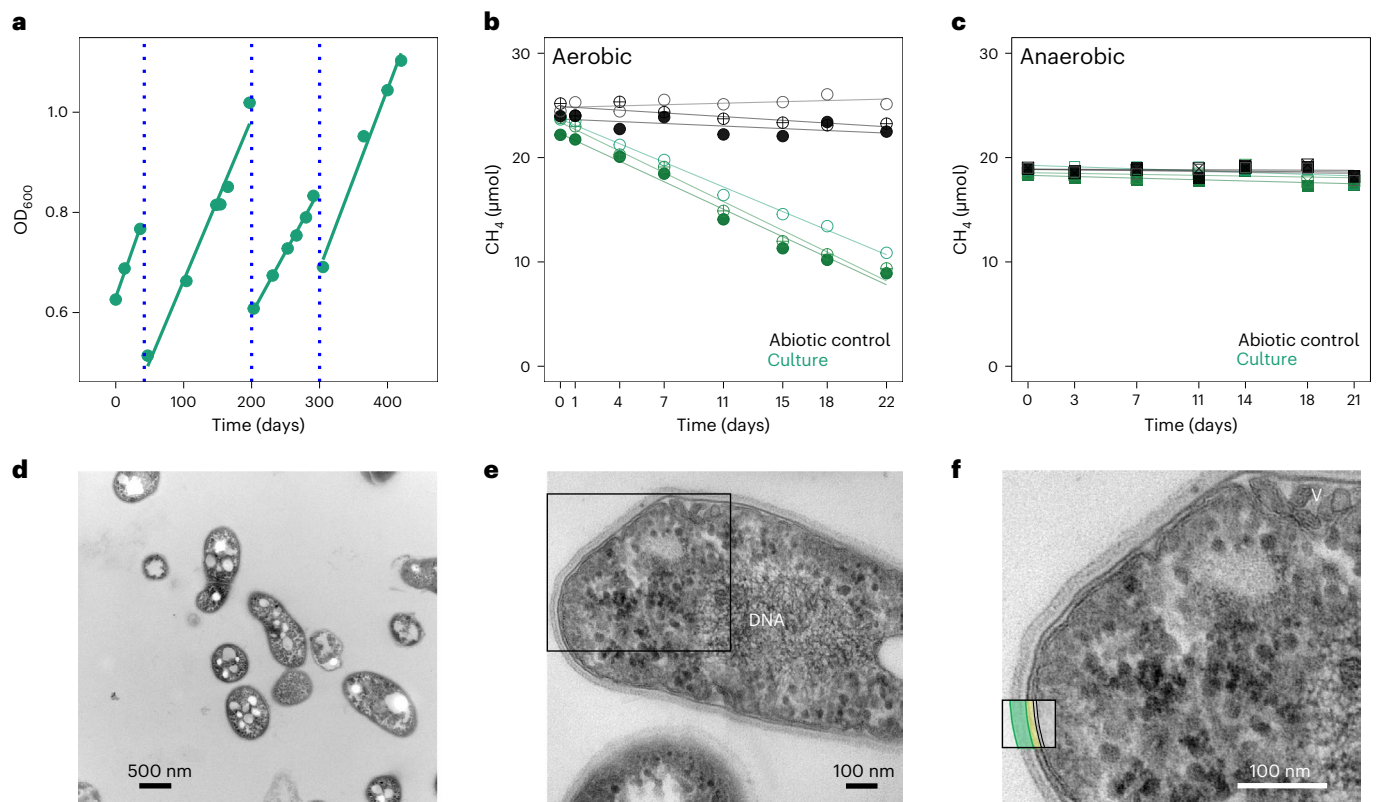 a
OD600
1.0
0.8
0.6
0 100 200 300 400
Time (days)
b
Aerobic
CH4 (µmol)
30
20
10
0
Abiotic control
Culture
0 1 4 7 11 15 18 22
Time (days)
c
Anaerobic
CH4 (µmol)
30
20
10
0
Abiotic control
Culture
0 3 7 11 14 18 21
Time (days)
d
500 nm
e
DNA
100 nm
f
V
100 nm